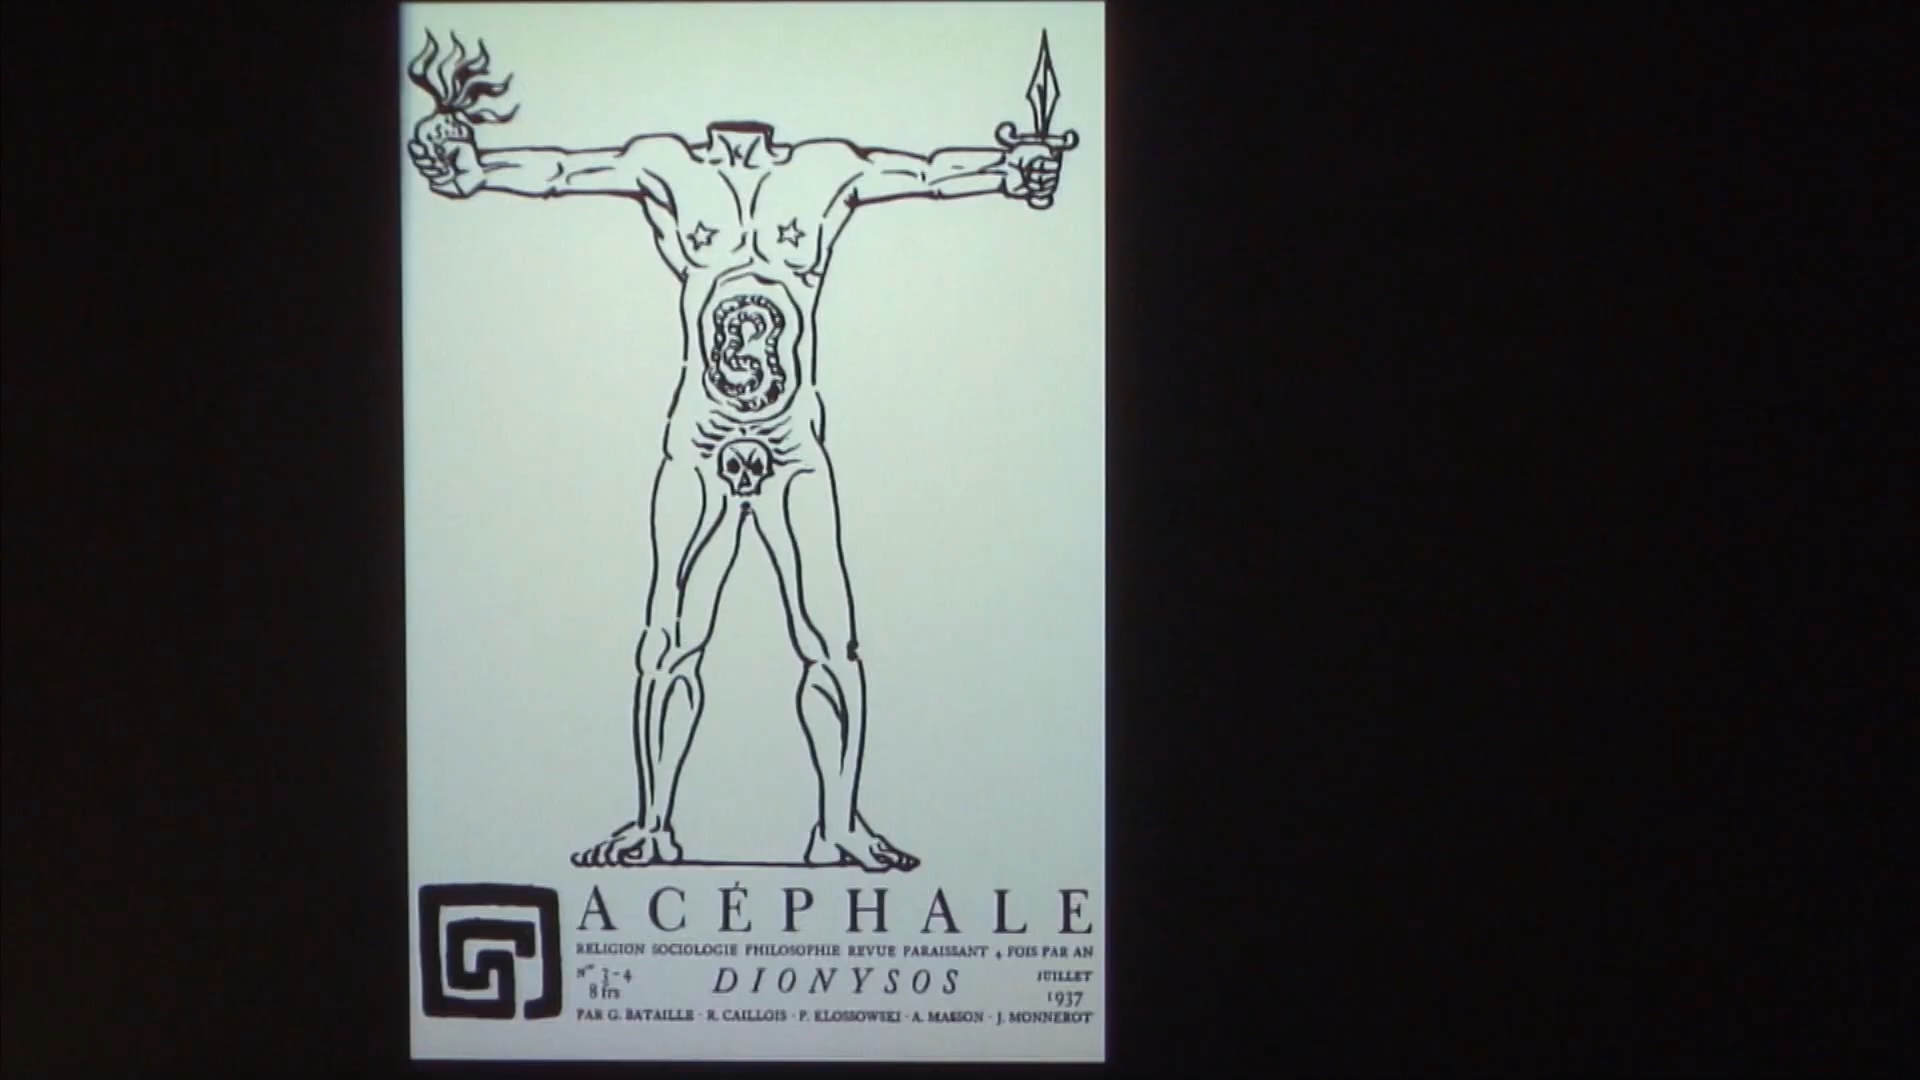 ACÉPHALE
RELIGION SOCIOLOGIE PHILOSOPHIE REVUE PARAISSANT 4 FOIS PAR AN
Nos 3-4 DIONYSOS JUILLET
8 frs 1937
PAR G. BATAILLE · R. CAILLOIS · P. KLOSSOWSKI · A. MASSON · J. MONNEROT